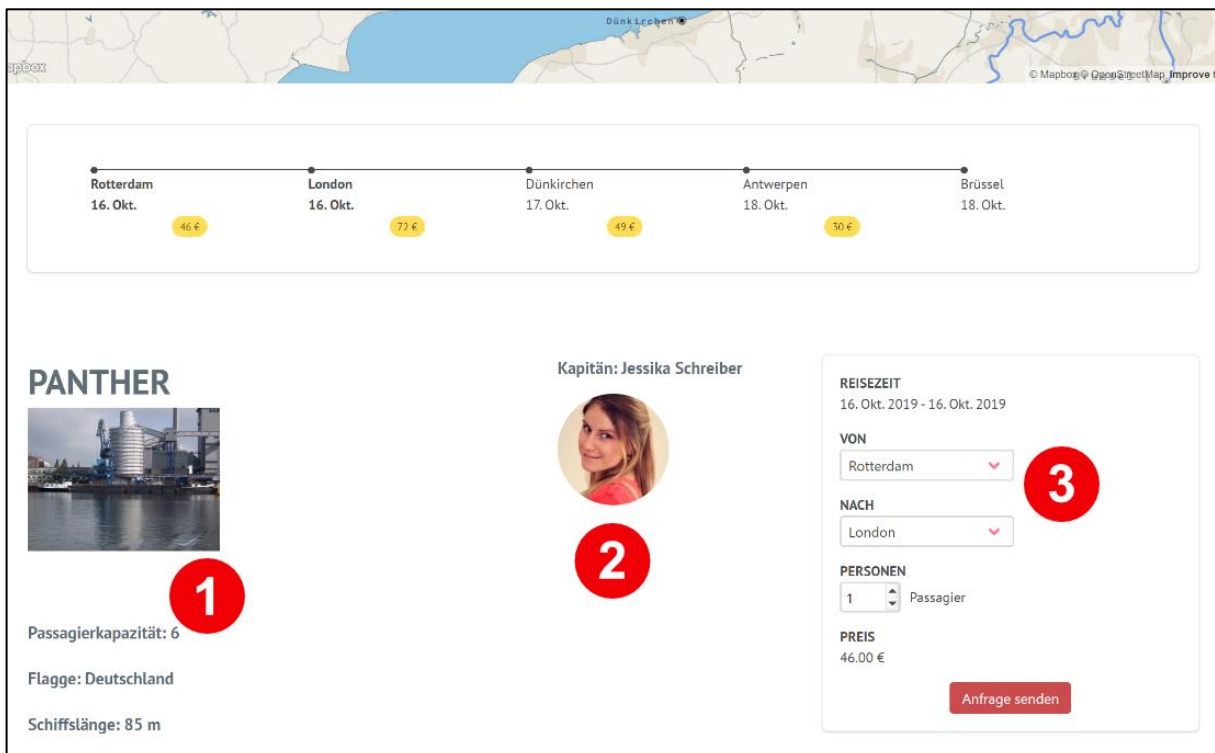 Dünkirchen
mapbox
© Mapbox © OpenStreetMap Improve t
Rotterdam
16. Okt.
46 €
London
16. Okt.
72 €
Dünkirchen
17. Okt.
49 €
Antwerpen
18. Okt.
30 €
Brüssel
18. Okt.
PANTHER
1
Passagierkapazität: 6
Flagge: Deutschland
Schiffslänge: 85 m
Kapitän: Jessika Schreiber
2
REISEZEIT
16. Okt. 2019 - 16. Okt. 2019
VON
Rotterdam
3
NACH
London
PERSONEN
1 Passagier
PREIS
46.00 €
Anfrage senden